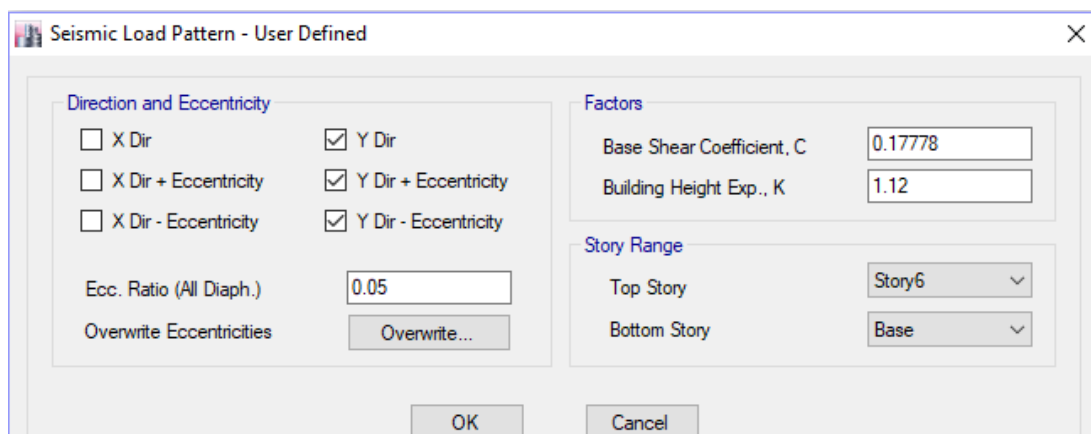 Seismic Load Pattern - User Defined
Direction and Eccentricity
X Dir
Y Dir
X Dir + Eccentricity
Y Dir + Eccentricity
X Dir - Eccentricity
Y Dir - Eccentricity
Ecc. Ratio (All Diaph.)
0.05
Overwrite Eccentricities
Overwrite...
Factors
Base Shear Coefficient, C
0.17778
Building Height Exp., K
1.12
Story Range
Top Story
Story6
Bottom Story
Base
OK
Cancel